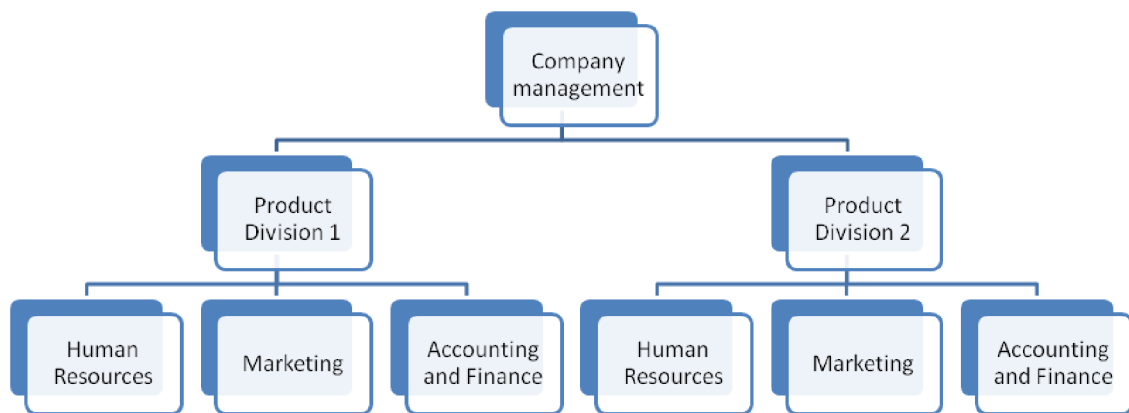 Company
management
Product
Division 1
Product
Division 2
Human
Resources
Marketing
Accounting
and Finance
Human
Resources
Marketing
Accounting
and Finance